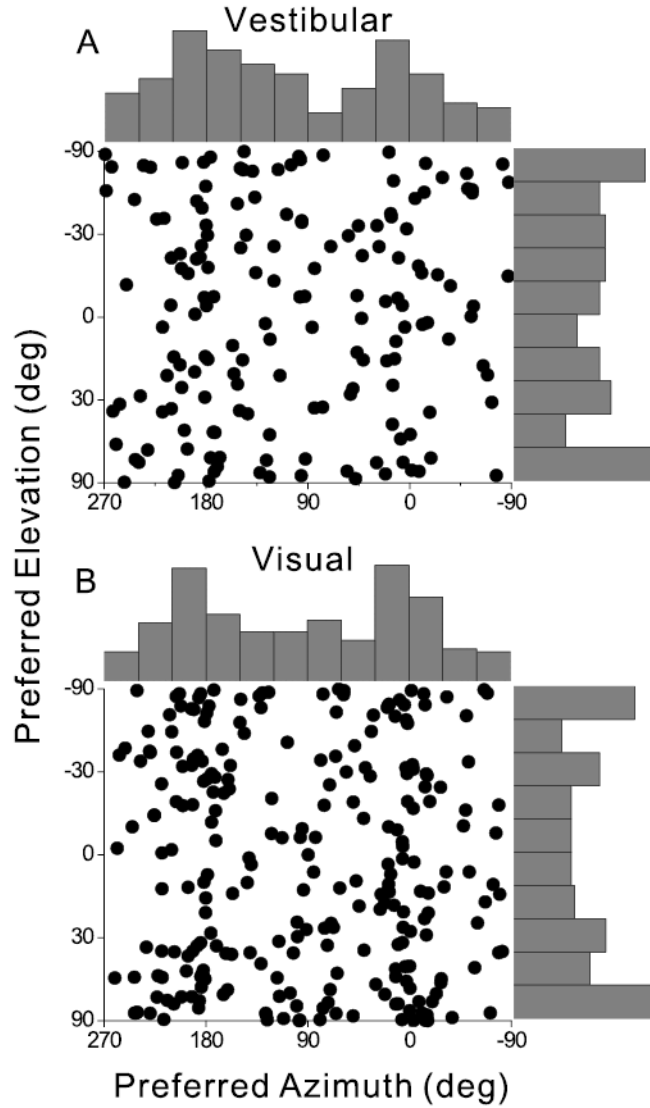 Vestibular
A
-90
-30
0
30
90
270 180 90 0 -90
Preferred Elevation (deg)
Visual
B
-90
-30
0
30
90
270 180 90 0 -90
Preferred Azimuth (deg)